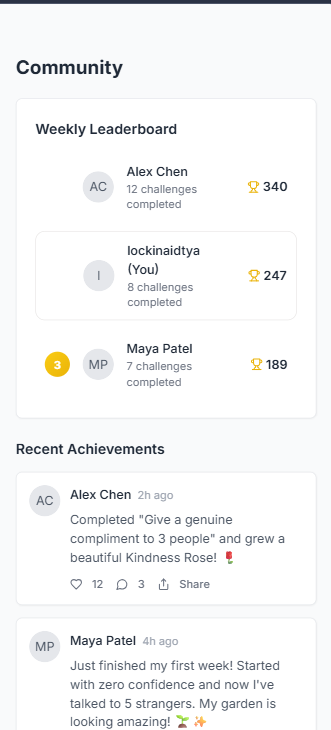 Community
Weekly Leaderboard
AC
Alex Chen
12 challenges
completed
340
I
lockinaidtya
(You)
8 challenges
completed
247
3
MP
Maya Patel
7 challenges
completed
189
Recent Achievements
AC
Alex Chen 2h ago
Completed "Give a genuine
compliment to 3 people" and grew a
beautiful Kindness Rose! 🌹
12 3 Share
MP
Maya Patel 4h ago
Just finished my first week! Started
with zero confidence and now I've
talked to 5 strangers. My garden is
looking amazing! 🌱 ✨